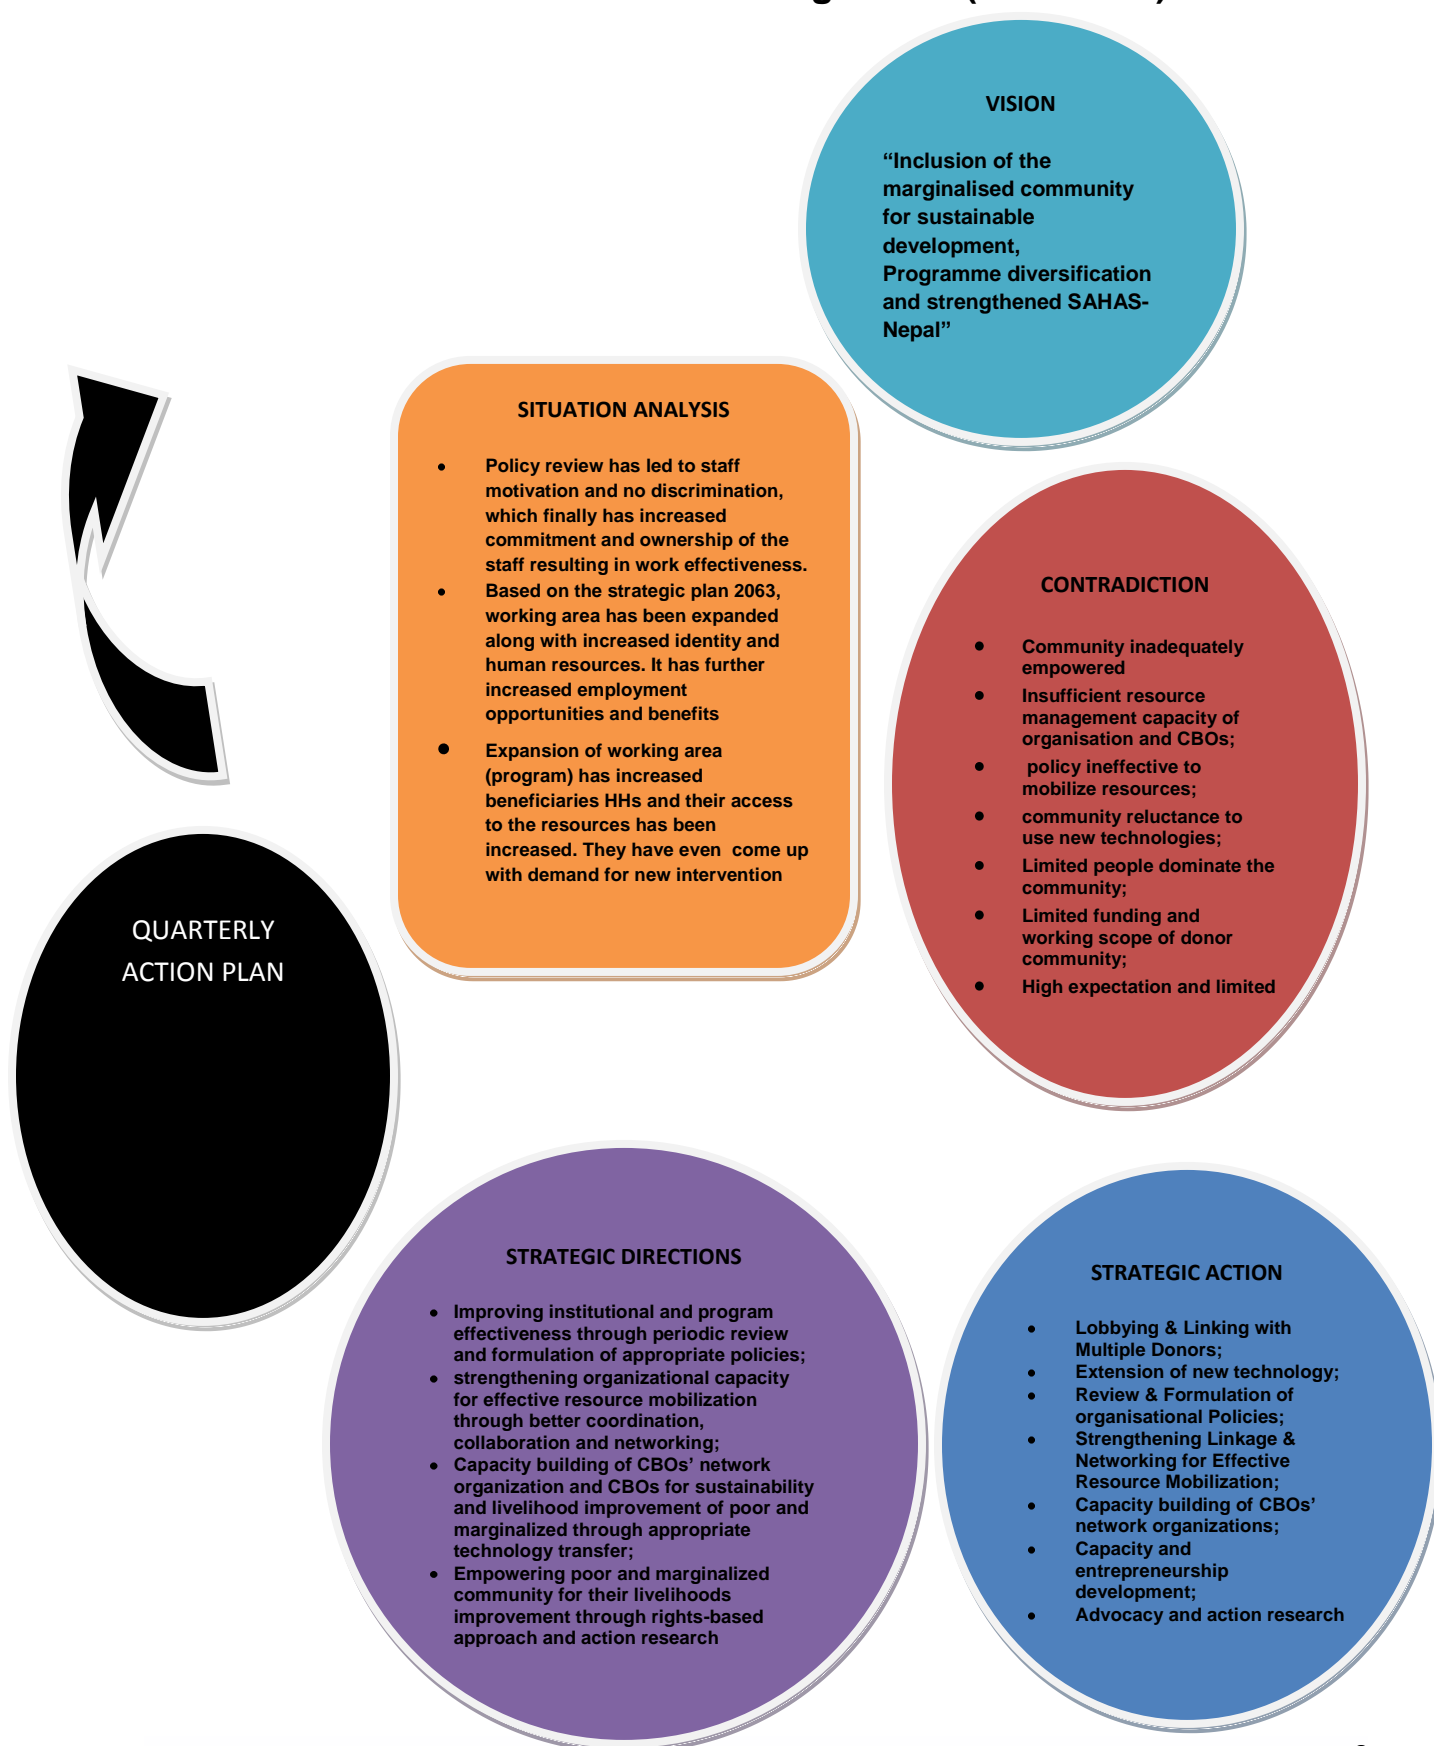 VISION
“Inclusion of the
marginalised community
for sustainable
development,
Programme diversification
and strengthened SAHAS-
Nepal”
SITUATION ANALYSIS
• Policy review has led to staff
motivation and no discrimination,
which finally has increased
commitment and ownership of the
staff resulting in work effectiveness.
• Based on the strategic plan 2063,
working area has been expanded
along with increased identity and
human resources. It has further
increased employment
opportunities and benefits
• Expansion of working area
(program) has increased
beneficiaries HHs and their access
to the resources has been
increased. They have even come up
with demand for new intervention
CONTRADICTION
• Community inadequately
empowered
• Insufficient resource
management capacity of
organisation and CBOs;
• policy ineffective to
mobilize resources;
• community reluctance to
use new technologies;
• Limited people dominate the
community;
• Limited funding and
working scope of donor
community;
• High expectation and limited
QUARTERLY
ACTION PLAN
STRATEGIC DIRECTIONS
• Improving institutional and program
effectiveness through periodic review
and formulation of appropriate policies;
• strengthening organizational capacity
for effective resource mobilization
through better coordination,
collaboration and networking;
• Capacity building of CBOs’ network
organization and CBOs for sustainability
and livelihood improvement of poor and
marginalized through appropriate
technology transfer;
• Empowering poor and marginalized
community for their livelihoods
improvement through rights-based
approach and action research
STRATEGIC ACTION
• Lobbying & Linking with
Multiple Donors;
• Extension of new technology;
• Review & Formulation of
organisational Policies;
• Strengthening Linkage &
Networking for Effective
Resource Mobilization;
• Capacity building of CBOs’
network organizations;
• Capacity and
entrepreneurship
development;
• Advocacy and action research